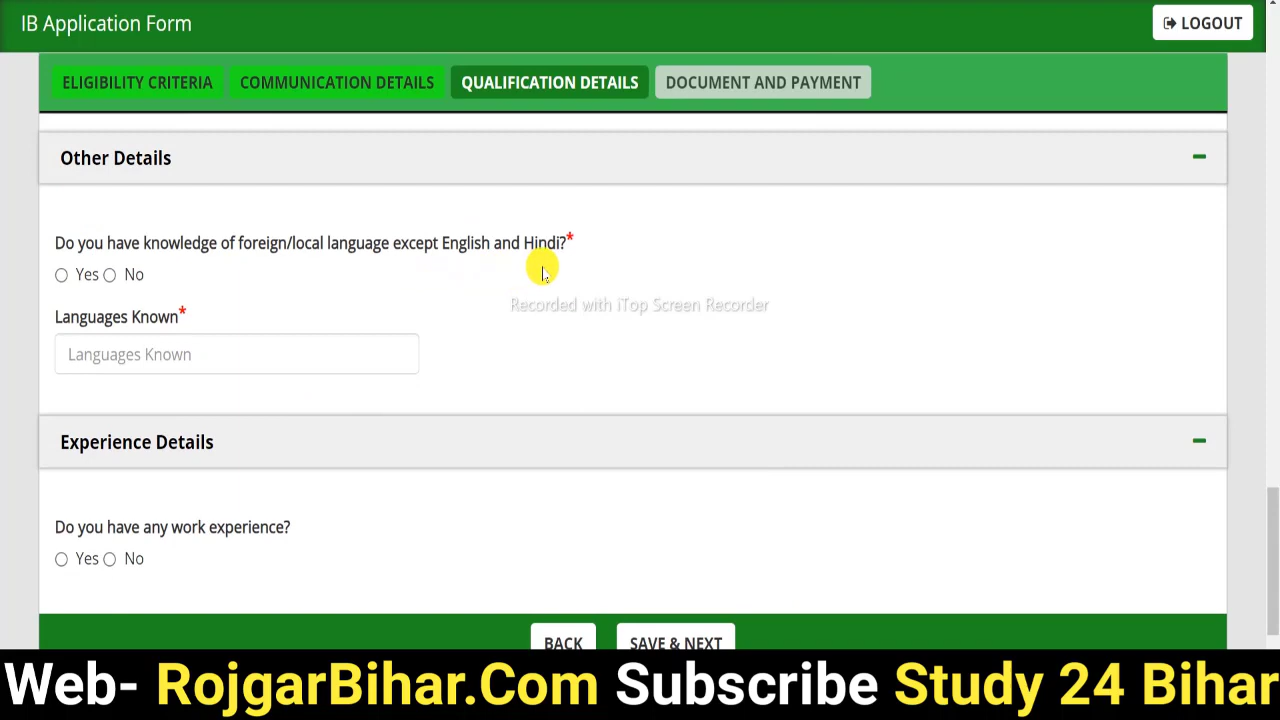 IB Application Form
LOGOUT
ELIGIBILITY CRITERIA COMMUNICATION DETAILS QUALIFICATION DETAILS DOCUMENT AND PAYMENT
Other Details
Do you have knowledge of foreign/local language except English and Hindi?*
Yes No
Recorded with iTop Screen Recorder
Languages Known*
Languages Known
Experience Details
Do you have any work experience?
Yes No
BACK SAVE & NEXT
Web- RojgarBihar.Com Subscribe Study 24 Bihar